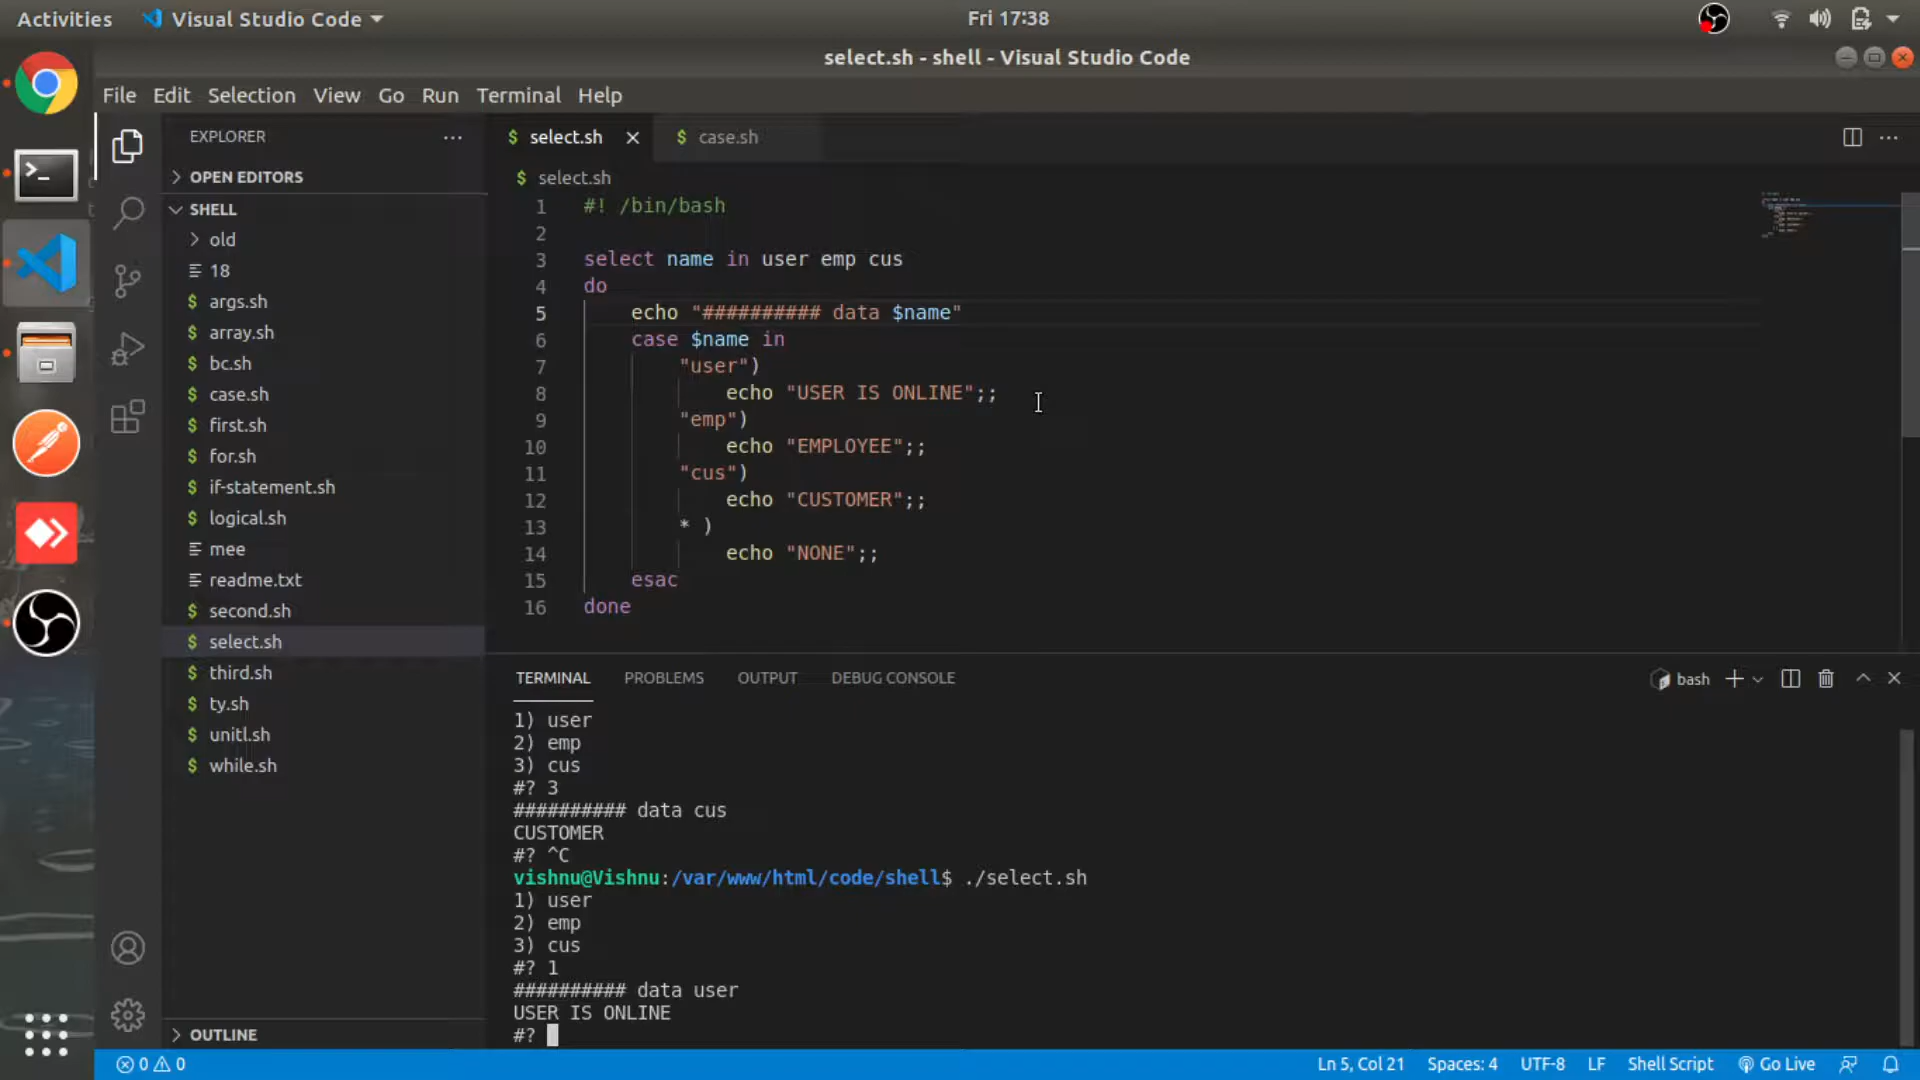 Activities Visual Studio Code Fri 17:38
select.sh - shell - Visual Studio Code
File Edit Selection View Go Run Terminal Help
EXPLORER
OPEN EDITORS
SHELL
old
18
args.sh
array.sh
bc.sh
case.sh
first.sh
for.sh
if-statement.sh
logical.sh
mee
readme.txt
second.sh
select.sh
third.sh
ty.sh
unitl.sh
while.sh
OUTLINE
select.sh case.sh
select.sh
1 #! /bin/bash
2
3 select name in user emp cus
4 do
5 echo "########## data $name"
6 case $name in
7 "user")
8 echo "USER IS ONLINE";;
9 "emp")
10 echo "EMPLOYEE";;
11 "cus")
12 echo "CUSTOMER";;
13 * )
14 echo "NONE";;
15 esac
16 done
TERMINAL PROBLEMS OUTPUT DEBUG CONSOLE bash
1) user
2) emp
3) cus
#? 3
########## data cus
CUSTOMER
#? ^C
vishnu@Vishnu:/var/www/html/code/shell$ ./select.sh
1) user
2) emp
3) cus
#? 1
########## data user
USER IS ONLINE
#?
0 0 Ln 5, Col 21 Spaces: 4 UTF-8 LF Shell Script Go Live